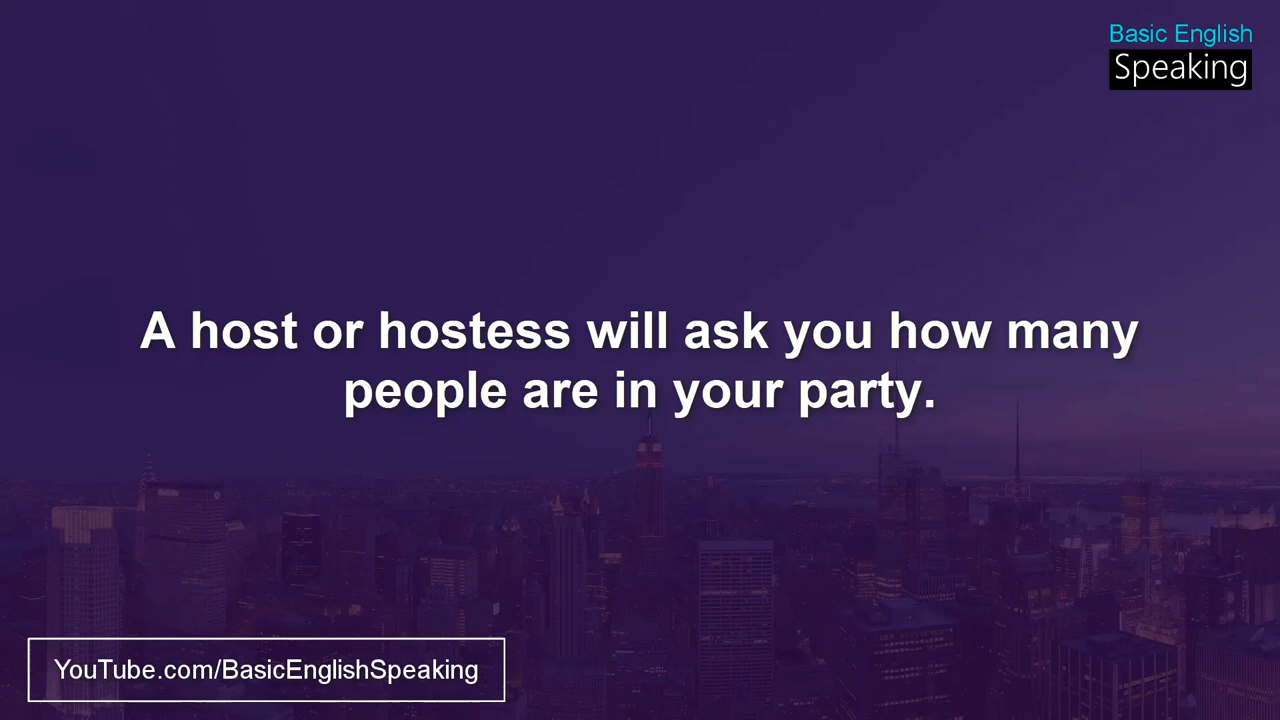 Basic English
Speaking
A host or hostess will ask you how many
people are in your party.
YouTube.com/BasicEnglishSpeaking